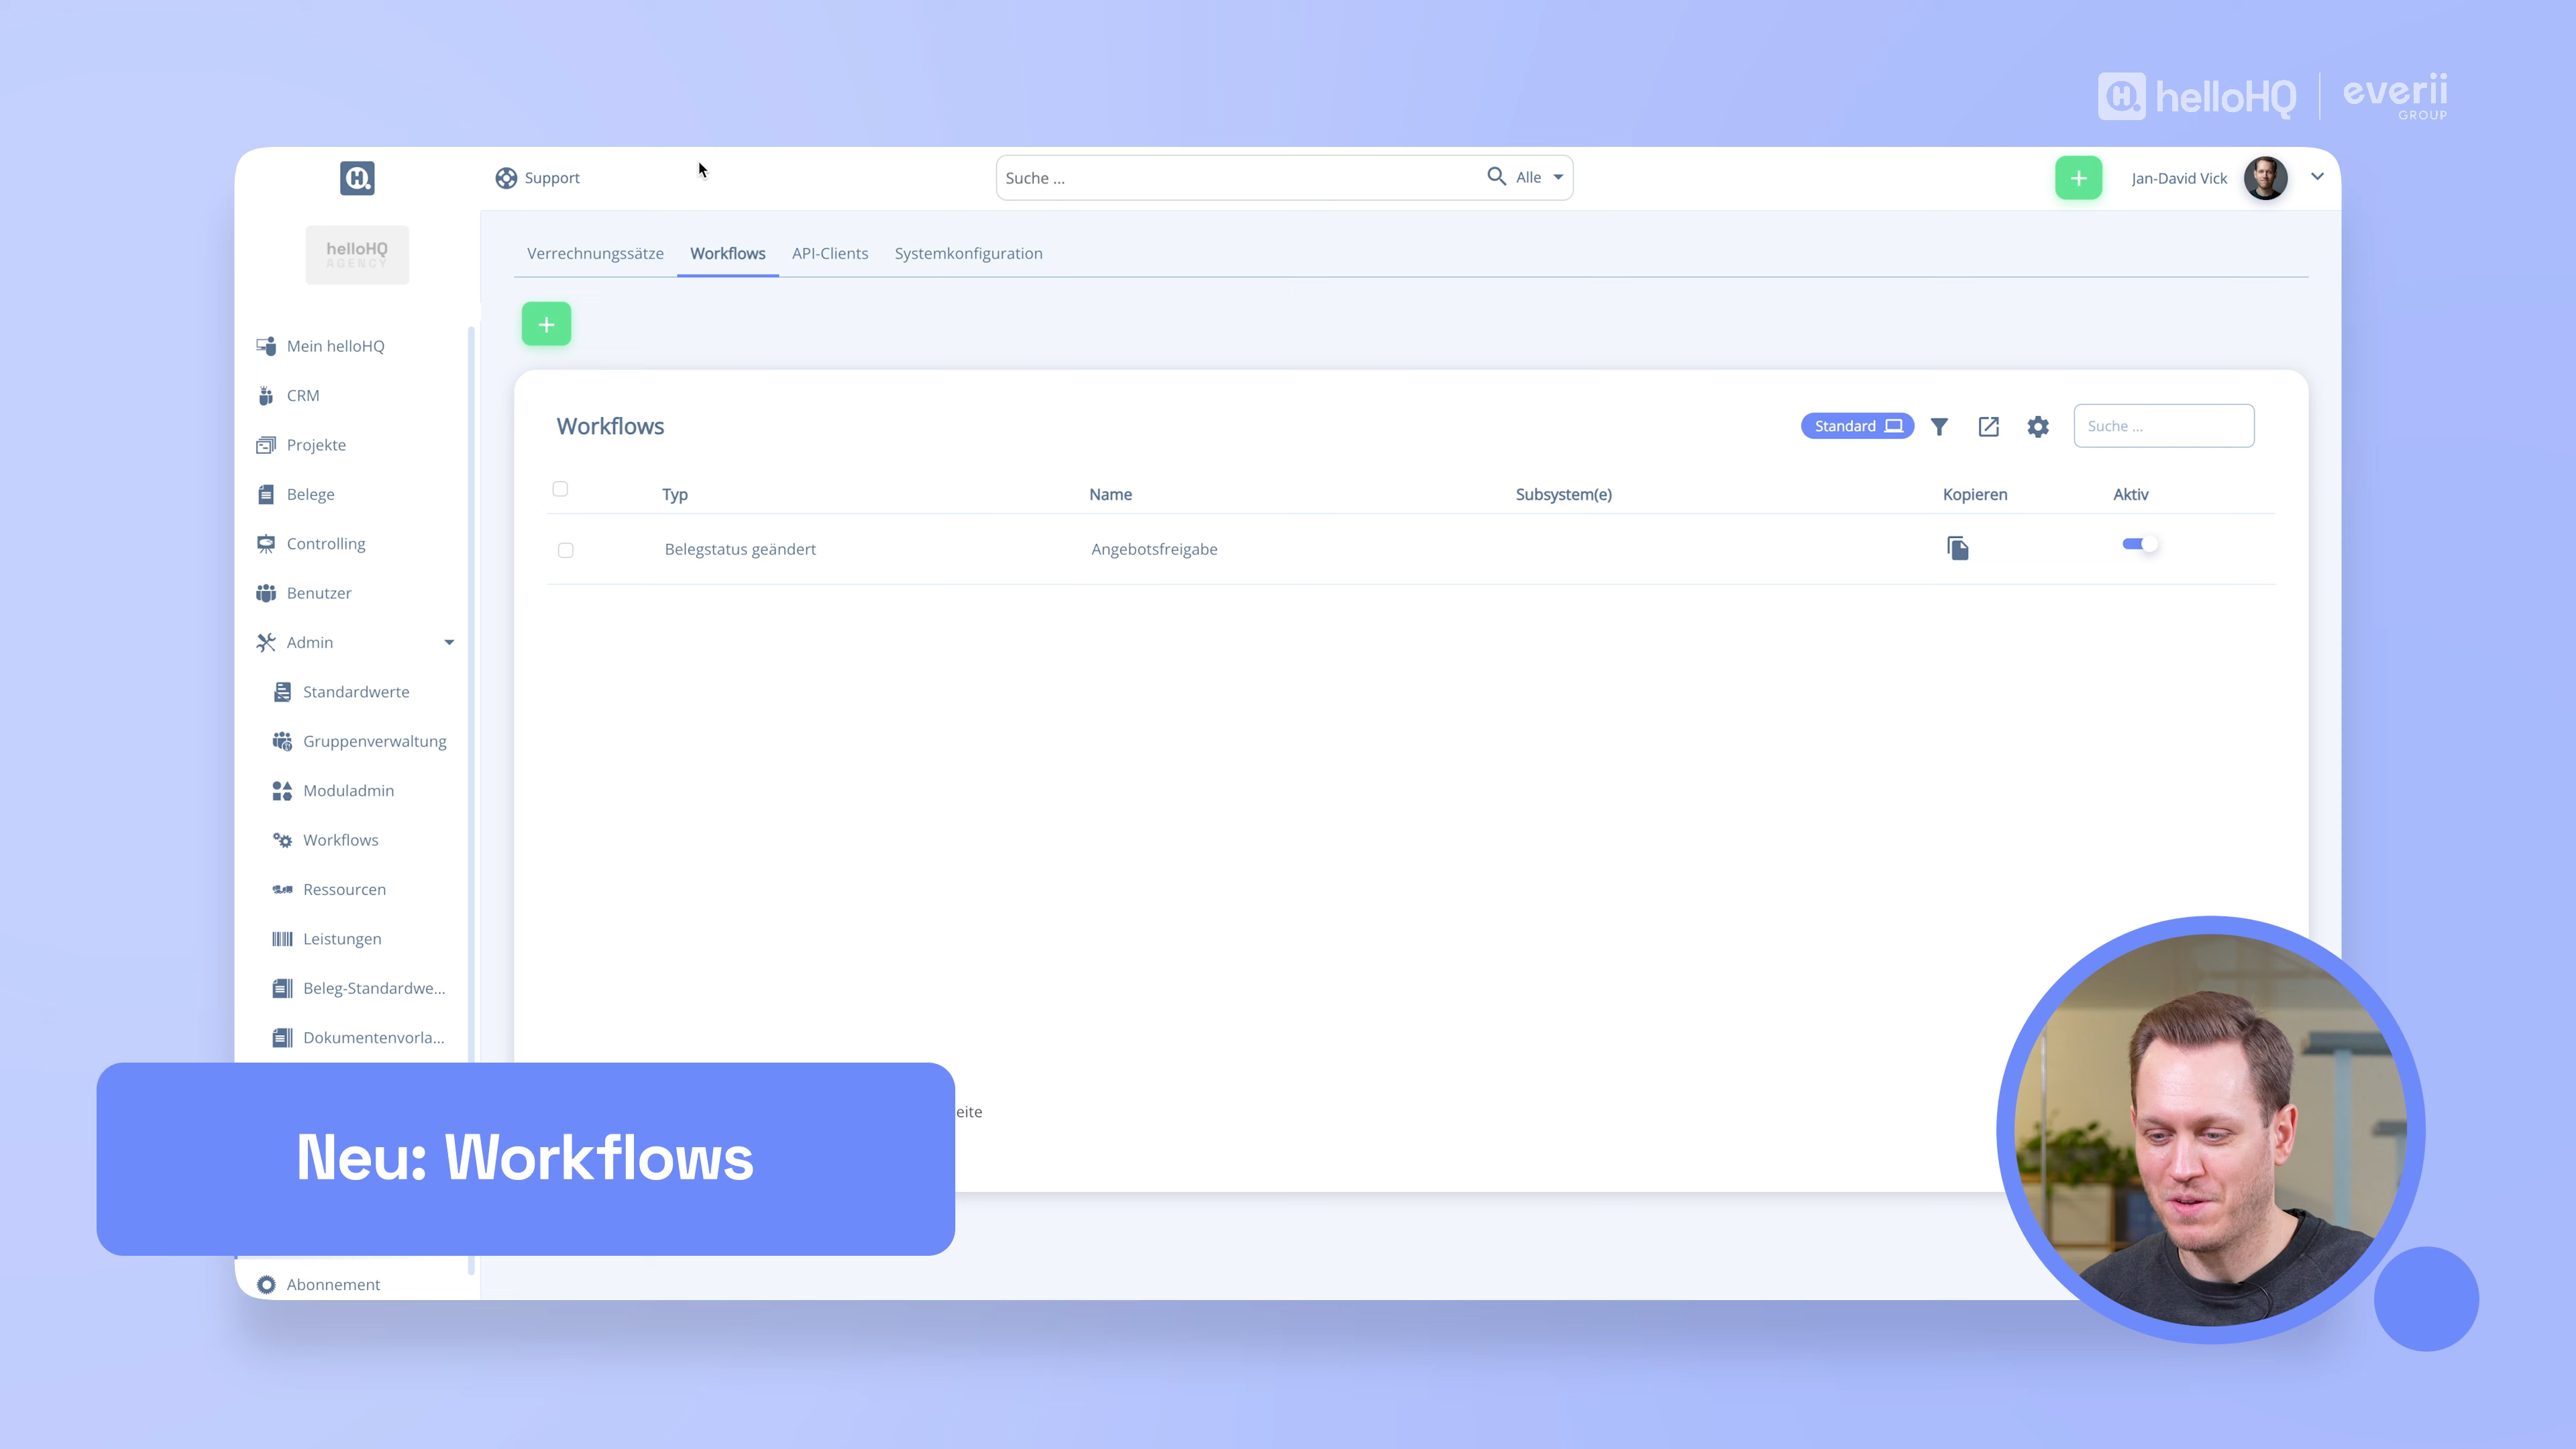 helloHQ
everii
GROUP
Support
Suche ...
Alle
Jan-David Vick
helloHQ
AGENCY
Verrechnungssätze
Workflows
API-Clients
Systemkonfiguration
Mein helloHQ
CRM
Projekte
Belege
Controlling
Benutzer
Admin
Standardwerte
Gruppenverwaltung
Moduladmin
Workflows
Ressourcen
Leistungen
Beleg-Standardwe...
Dokumentenvorla...
Abonnement
Workflows
Standard
Suche ...
Typ
Name
Subsystem(e)
Kopieren
Aktiv
Belegstatus geändert
Angebotsfreigabe
eite
Neu: Workflows